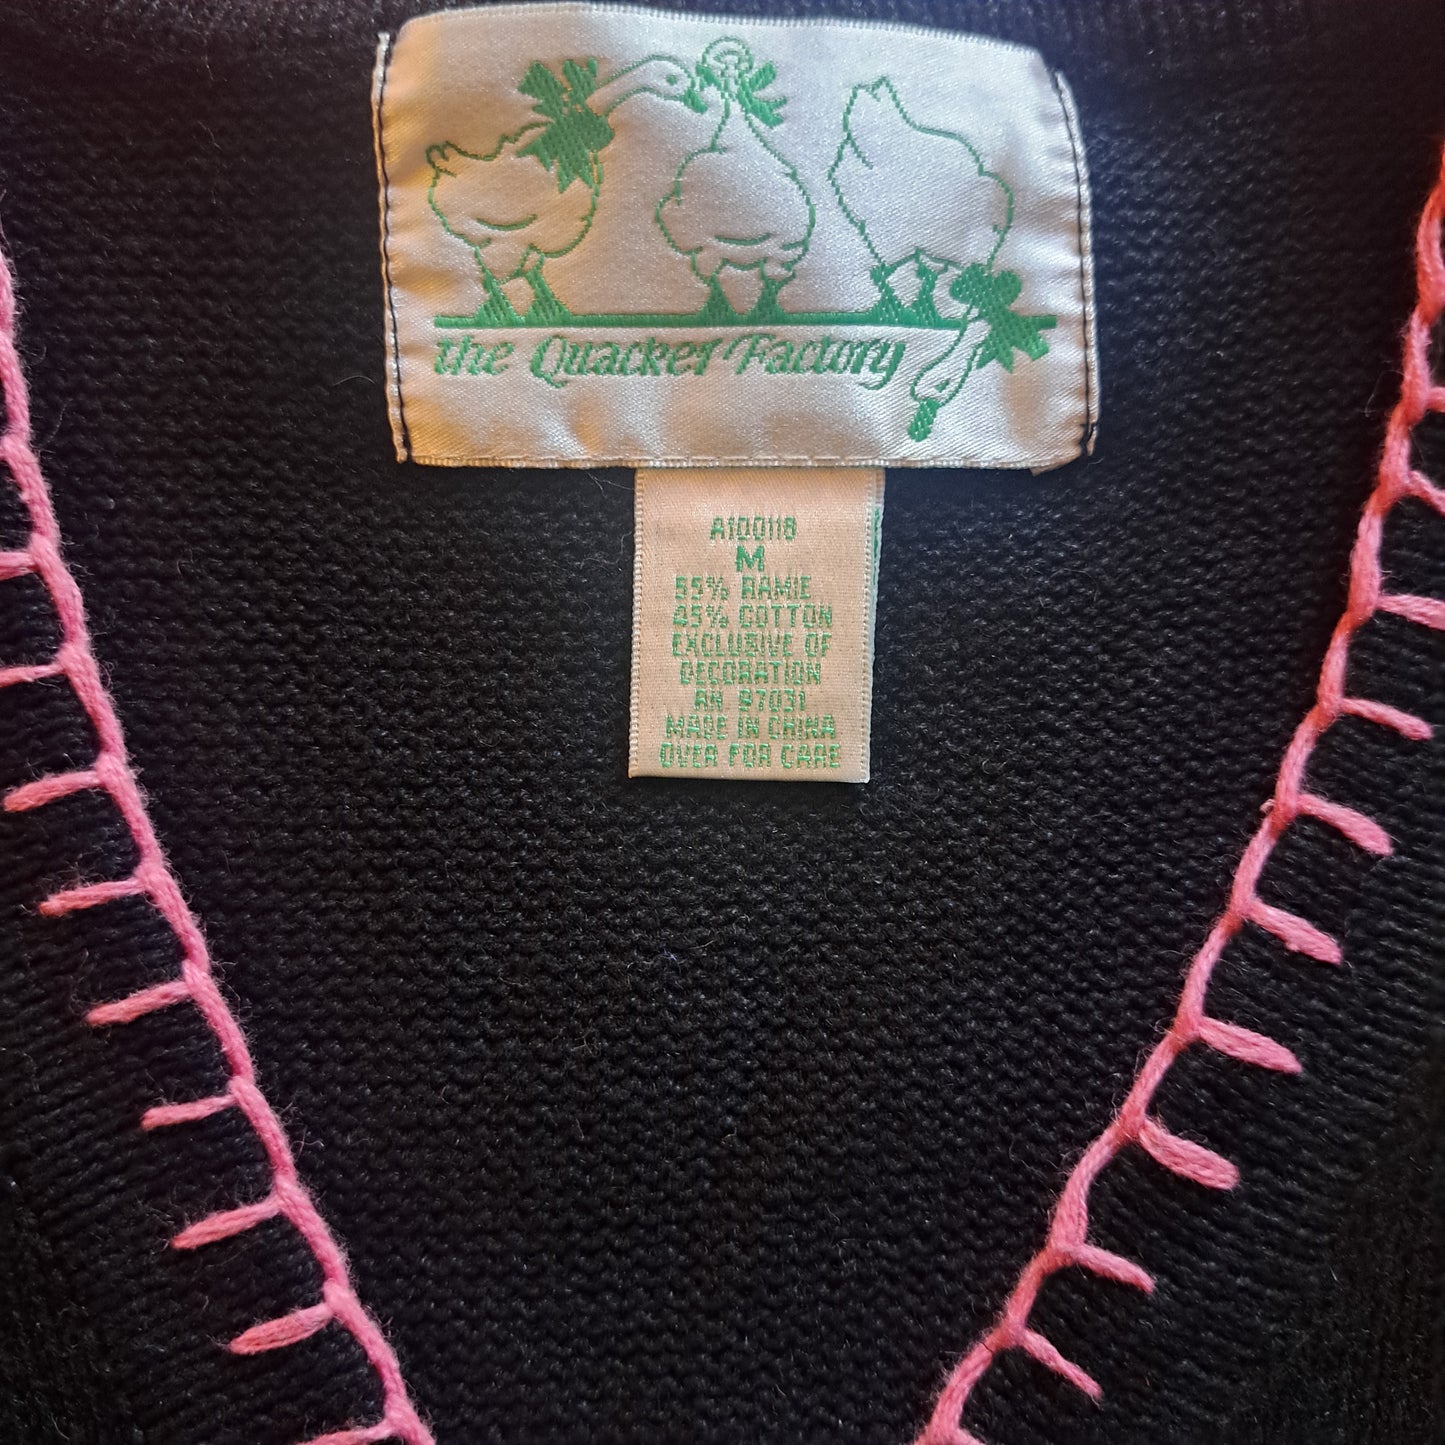 the Quacker Factory
A100118
M
55% RAMIE
45% COTTON
EXCLUSIVE OF
DECORATION
RN 97031
MADE IN CHINA
OVER FOR CARE